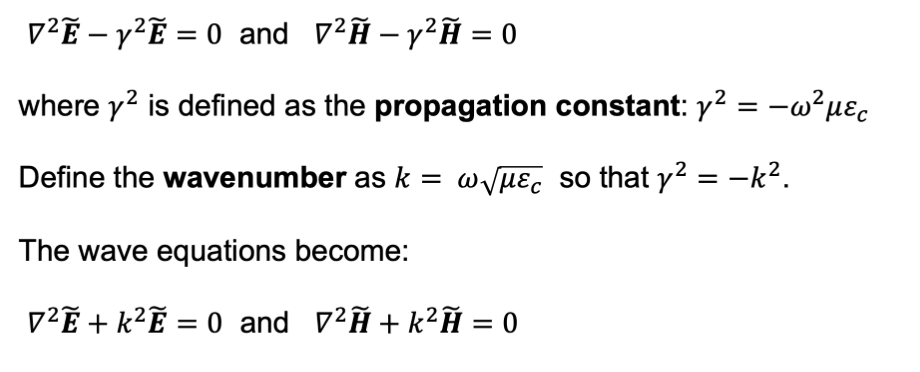 ∇²Ẽ − γ²Ẽ = 0 and ∇²H̃ − γ²H̃ = 0
where γ² is defined as the propagation constant: γ² = −ω²με_c
Define the wavenumber as k = ω√(με_c) so that γ² = −k².
The wave equations become:
∇²Ẽ + k²Ẽ = 0 and ∇²H̃ + k²H̃ = 0